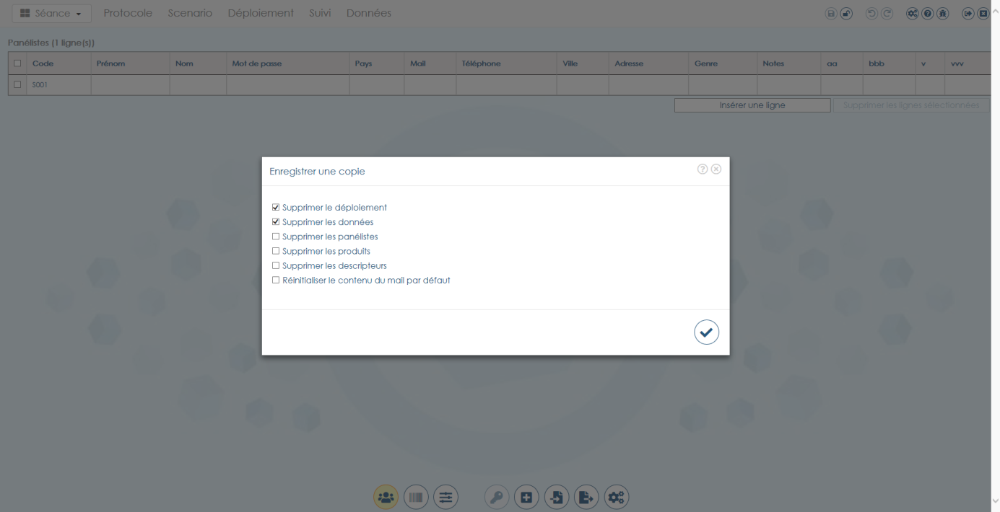 Séance
Protocole Scenario Déploiement Suivi Données
Panélistes (1 ligne(s))
Code Prénom Nom Mot de passe Pays Mail Téléphone Ville Adresse Genre Notes aa bbb v vvv
S001
Insérer une ligne Supprimer les lignes sélectionnées
Enregistrer une copie
Supprimer le déploiement
Supprimer les données
Supprimer les panélistes
Supprimer les produits
Supprimer les descripteurs
Réinitialiser le contenu du mail par défaut